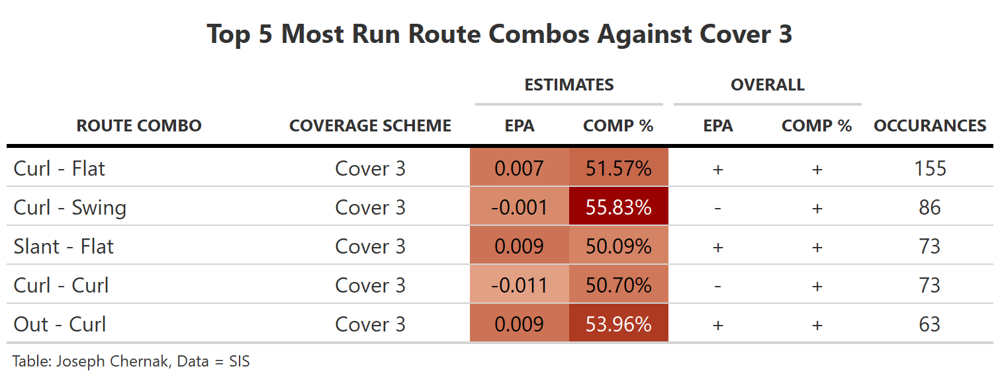 Top 5 Most Run Route Combos Against Cover 3
ESTIMATES OVERALL
ROUTE COMBO COVERAGE SCHEME EPA COMP % EPA COMP % OCCURANCES
Curl - Flat Cover 3 0.007 51.57% + + 155
Curl - Swing Cover 3 -0.001 55.83% - + 86
Slant - Flat Cover 3 0.009 50.09% + + 73
Curl - Curl Cover 3 -0.011 50.70% - + 73
Out - Curl Cover 3 0.009 53.96% + + 63
Table: Joseph Chernak, Data = SIS